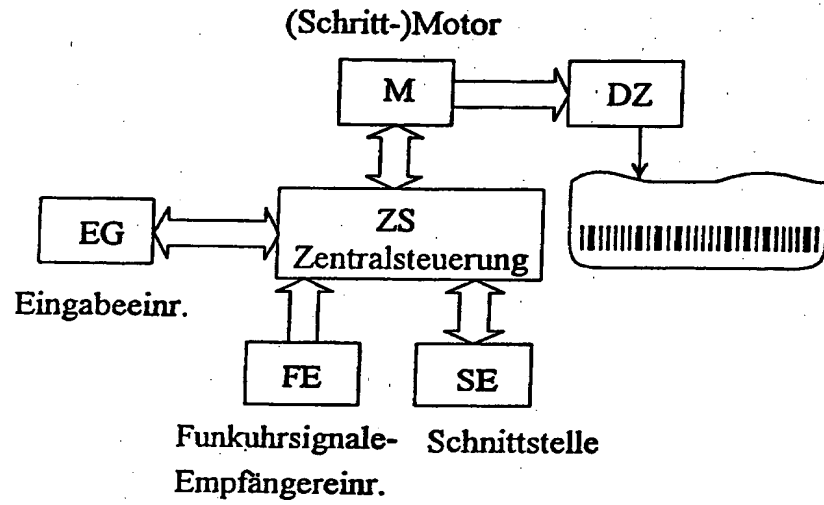 (Schritt-)Motor
M
DZ
EG
ZS
Zentralsteuerung
Eingabeeinr.
FE
SE
Funkuhrsignale-
Empfängereinr.
Schnittstelle